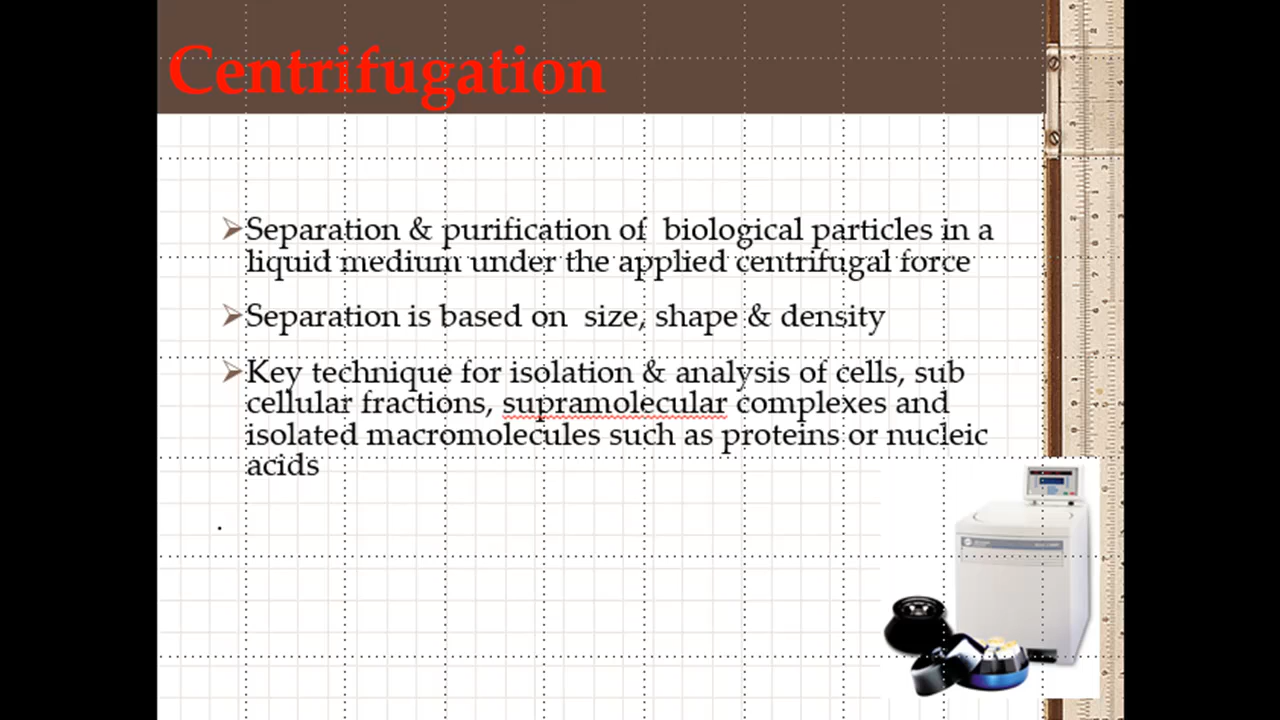 Centrifugation
➢Separation & purification of biological particles in a
liquid medium under the applied centrifugal force
➢Separation is based on size, shape & density
➢Key technique for isolation & analysis of cells, sub
cellular fractions, supramolecular complexes and
isolated macromolecules such as proteins or nucleic
acids
.